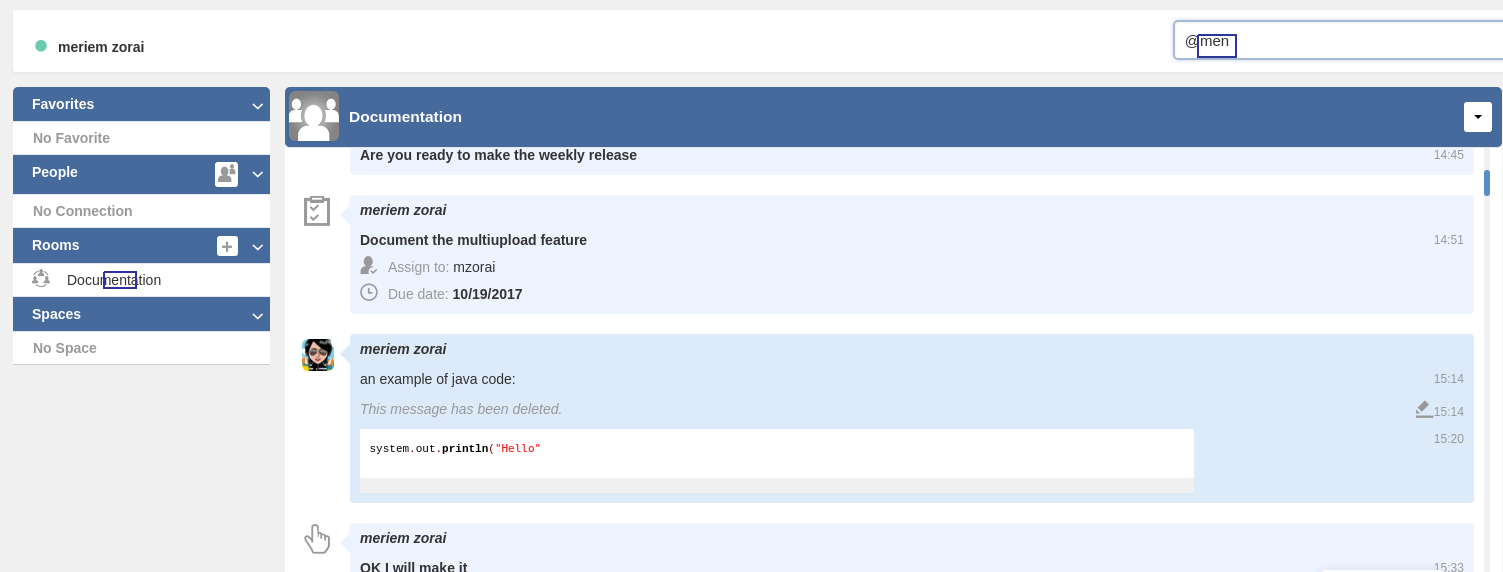 meriem zorai
@men
Favorites
No Favorite
People
No Connection
Rooms
Documentation
Spaces
No Space
Documentation
Are you ready to make the weekly release 14:45
meriem zorai
Document the multiupload feature 14:51
Assign to: mzorai
Due date: 10/19/2017
meriem zorai
an example of java code: 15:14
This message has been deleted. 15:14
15:20
system.out.println("Hello"
meriem zorai
OK I will make it 15:33